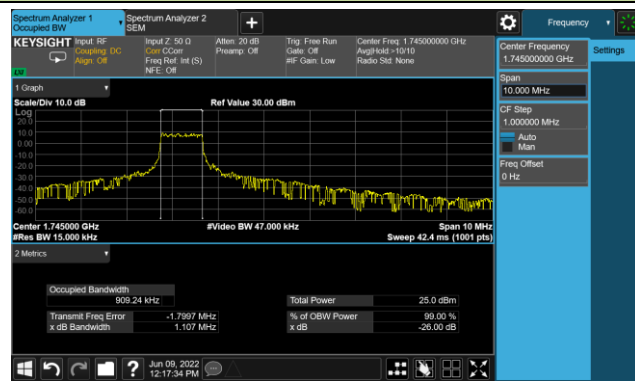 Spectrum Analyzer 1
Occupied BW
Spectrum Analyzer 2
SEM
Frequency
KEYSIGHT
Input: RF
Coupling: DC
Align: Off
Input Z: 50 Ω
Corr CCorr
Freq Ref: Int (S)
NFE: Off
Atten: 20 dB
Preamp: Off
Trig: Free Run
Gate: Off
#IF Gain: Low
Center Freq: 1.745000000 GHz
Avg|Hold >10/10
Radio Std: None
LXI
1 Graph
Scale/Div 10.0 dB
Ref Value 30.00 dBm
Log
20.0
10.0
0.00
-10.0
-20.0
-30.0
-40.0
-50.0
-60.0
Center 1.745000 GHz
#Video BW 47.000 kHz
Span 10 MHz
#Res BW 15.000 kHz
Sweep 42.4 ms (1001 pts)
2 Metrics
Occupied Bandwidth
909.24 kHz
Total Power
25.0 dBm
Transmit Freq Error
-1.7997 MHz
% of OBW Power
99.00 %
x dB Bandwidth
1.107 MHz
x dB
-26.00 dB
Center Frequency
1.745000000 GHz
Settings
Span
10.000 MHz
CF Step
1.000000 MHz
Auto
Man
Freq Offset
0 Hz
Jun 09, 2022
12:17:34 PM